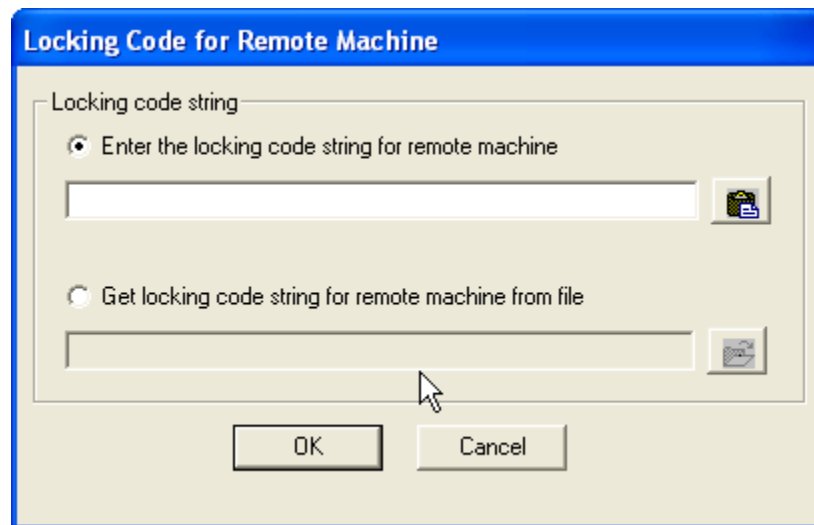 Locking Code for Remote Machine
Locking code string
Enter the locking code string for remote machine
Get locking code string for remote machine from file
OK
Cancel